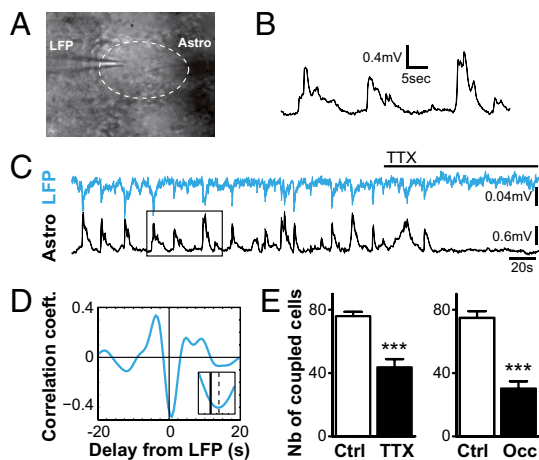 A
LFP
Astro
B
0.4mV
5sec
C
TTX
LFP
0.04mV
Astro
0.6mV
20s
D
Correlation coeft.
0.4
0
−0.4
-20
0
20
Delay from LFP (s)
E
Nb of coupled cells
80
40
0
***
Ctrl
TTX
80
40
0
***
Ctrl
Occ